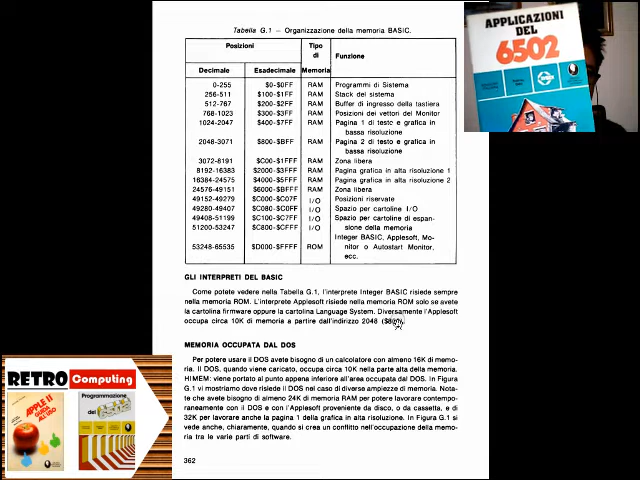 Tabella G.1 — Organizzazione della memoria BASIC.
Posizioni
Tipo di Memoria
Funzione
Decimale Esadecimale
0-255 $0-$0FF RAM Programmi di Sistema
256-511 $100-$1FF RAM Stack del sistema
512-767 $200-$2FF RAM Buffer di ingresso della tastiera
768-1023 $300-$3FF RAM Posizioni dei vettori del Monitor
1024-2047 $400-$7FF RAM Pagina 1 di testo e grafica in
bassa risoluzione
2048-3071 $800-$BFF RAM Pagina 2 di testo e grafica in
bassa risoluzione
3072-8191 $C00-$1FFF RAM Zona libera
8192-16383 $2000-$3FFF RAM Pagina grafica in alta risoluzione 1
16384-24575 $4000-$5FFF RAM Pagina grafica in alta risoluzione 2
24576-49151 $6000-$BFFF RAM Zona libera
49152-49279 $C000-$C07F I/O Posizioni riservate
49280-49407 $C080-$C0FF I/O Spazio per cartoline I/O
49408-51199 $C100-$C7FF I/O Spazio per cartoline di espan-
sione della memoria
51200-53247 $C800-$CFFF I/O
Integer BASIC, Applesoft, Mo-
53248-65535 $D000-$FFFF ROM nitor o Autostart Monitor,
ecc.
GLI INTERPRETI DEL BASIC
Come potete vedere nella Tabella G.1, l'interprete Integer BASIC risiede sempre
nella memoria ROM. L'interprete Applesoft risiede nella memoria ROM solo se avete
la cartolina firmware oppure la cartolina Language System. Diversamente l'Applesoft
occupa circa 10K di memoria a partire dall'indirizzo 2048
MEMORIA OCCUPATA DAL DOS
Per potere usare il DOS avete bisogno di un calcolatore con almeno 16K di memo-
ria. Il DOS, quando viene caricato, occupa circa 10K nella parte alta della memoria.
HIMEM: viene portato al punto appena inferiore all'area occupata dal DOS. In Figura
G.1 vi mostriamo dove risiede il DOS nei caso di diverse ampiezze di memoria. Nota-
te che avete bisogno di almeno 24K di memoria RAM per potere lavorare contempo-
raneamente con il DOS e con l'Applesoft proveniente da disco, o da cassetta, e di
32K per lavorare anche la pagina 1 della grafica in alta risoluzione. In Figura G.1 si
vede anche, chiaramente, quando si crea un conflitto nell'occupazione della memo-
ria tra le varie parti di software.
362
APPLICAZIONI
DEL
6502
RETRO Computing
APPLE II
GUIDA
ALL'USO
Programmazione
del